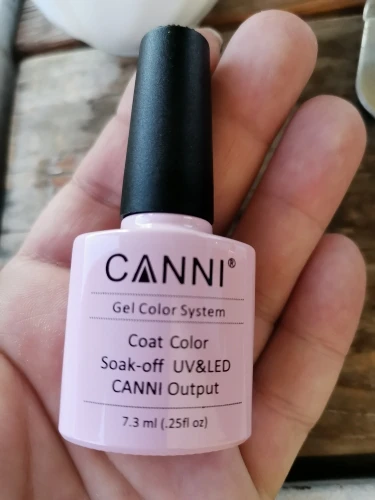 CANNI®
Gel Color System
Coat Color
Soak-off UV&LED
CANNI Output
7.3 ml (.25fl oz)